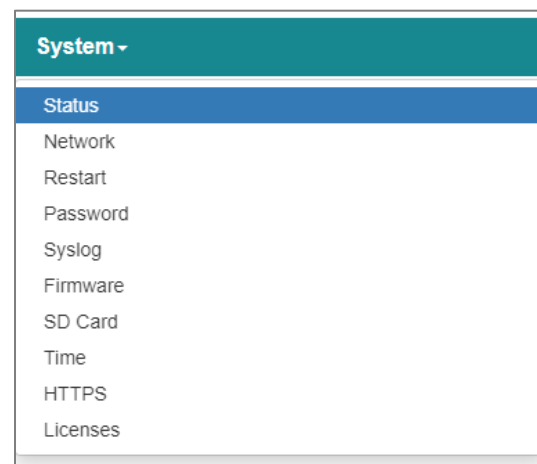 System
Status
Network
Restart
Password
Syslog
Firmware
SD Card
Time
HTTPS
Licenses